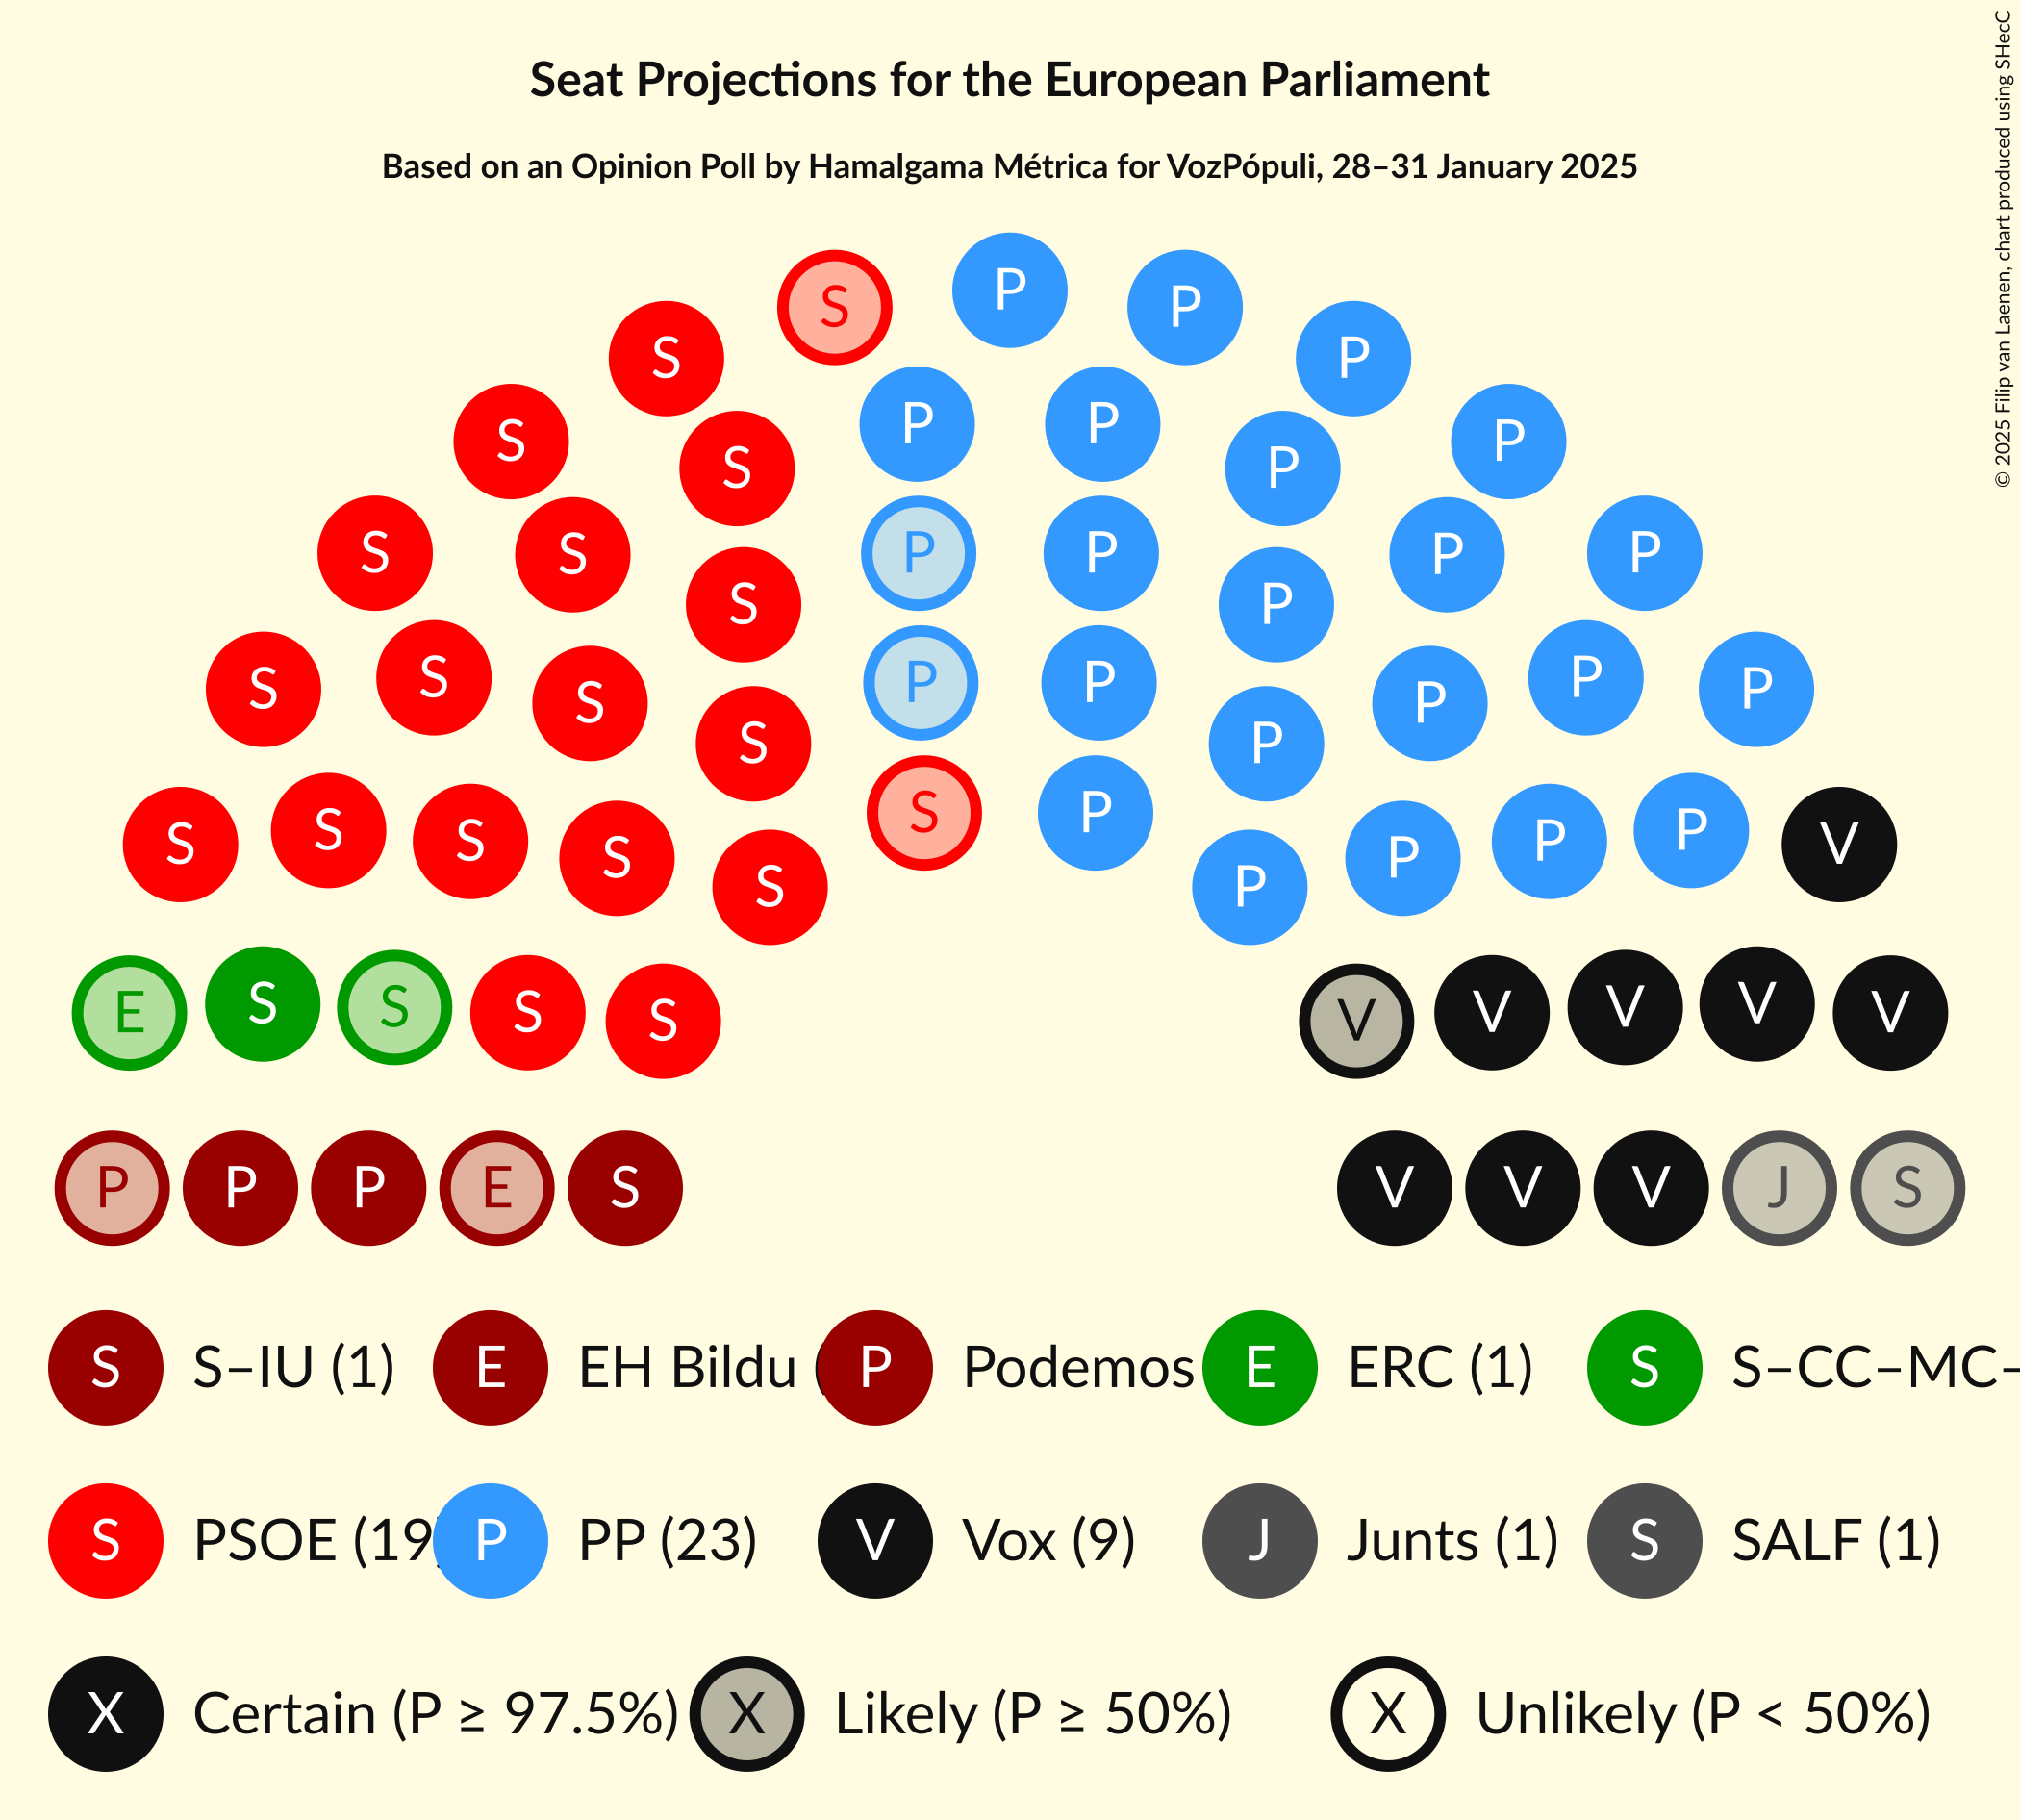 Seat Projections for the European Parliament
Based on an Opinion Poll by Hamalgama Métrica for VozPópuli, 28–31 January 2025
© 2025 Filip van Laenen, chart produced using SHecC
S P P P
S P
S P P P
S S P P
S P P
S S P P
S P P
S P P
S S P P
S P P
S S P P
S P
S S P P
S S P P
S S V
S P
E S S S S V V V V V
P P P E S V V V J S
S S–IU (1) E EH Bildu ( P Podemos E ERC (1) S S–CC–MC–
S PSOE (19) P PP (23) V Vox (9) J Junts (1) S SALF (1)
X Certain (P ≥ 97.5%) X Likely (P ≥ 50%) X Unlikely (P < 50%)